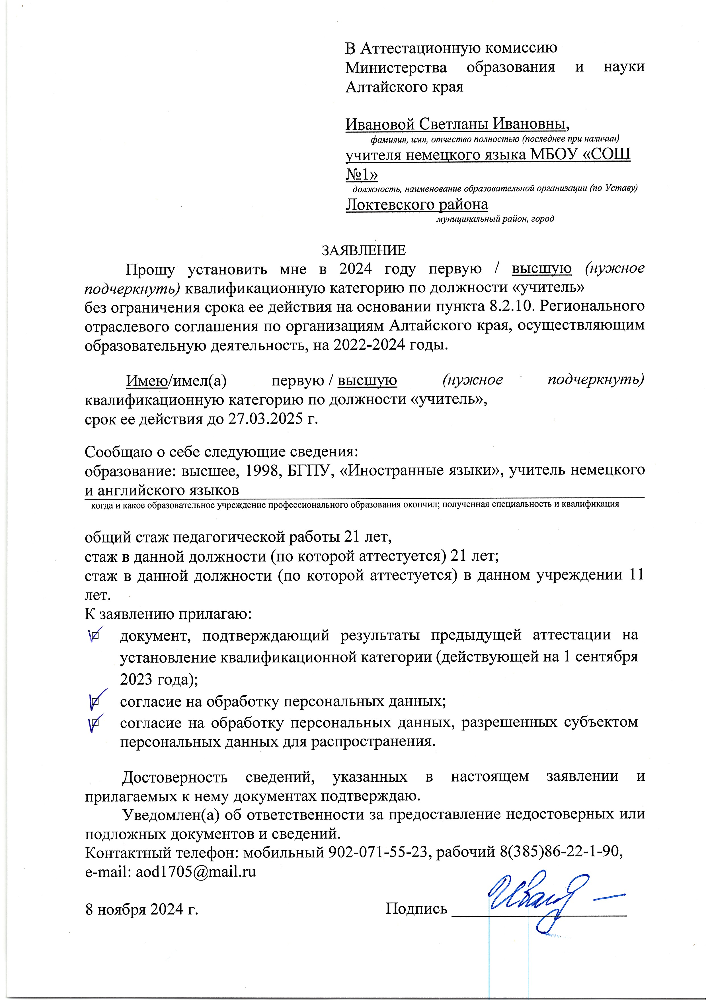 В Аттестационную комиссию
Министерства образования и науки
Алтайского края
Ивановой Светланы Ивановны,
фамилия, имя, отчество полностью (последнее при наличии)
учителя немецкого языка МБОУ «СОШ
№1»
должность, наименование образовательной организации (по Уставу)
Локтевского района
муниципальный район, город
ЗАЯВЛЕНИЕ
Прошу установить мне в 2024 году первую / высшую (нужное
подчеркнуть) квалификационную категорию по должности «учитель»
без ограничения срока ее действия на основании пункта 8.2.10. Регионального
отраслевого соглашения по организациям Алтайского края, осуществляющим
образовательную деятельность, на 2022-2024 годы.
Имею/имел(а) первую / высшую (нужное подчеркнуть)
квалификационную категорию по должности «учитель»,
срок ее действия до 27.03.2025 г.
Сообщаю о себе следующие сведения:
образование: высшее, 1998, БГПУ, «Иностранные языки», учитель немецкого
и английского языков
когда и какое образовательное учреждение профессионального образования окончил; полученная специальность и квалификация
общий стаж педагогической работы 21 лет,
стаж в данной должности (по которой аттестуется) 21 лет;
стаж в данной должности (по которой аттестуется) в данном учреждении 11
лет.
К заявлению прилагаю:
документ, подтверждающий результаты предыдущей аттестации на
установление квалификационной категории (действующей на 1 сентября
2023 года);
согласие на обработку персональных данных;
согласие на обработку персональных данных, разрешенных субъектом
персональных данных для распространения.
Достоверность сведений, указанных в настоящем заявлении и
прилагаемых к нему документах подтверждаю.
Уведомлен(а) об ответственности за предоставление недостоверных или
подложных документов и сведений.
Контактный телефон: мобильный 902-071-55-23, рабочий 8(385)86-22-1-90,
e-mail: aod1705@mail.ru
8 ноября 2024 г. Подпись